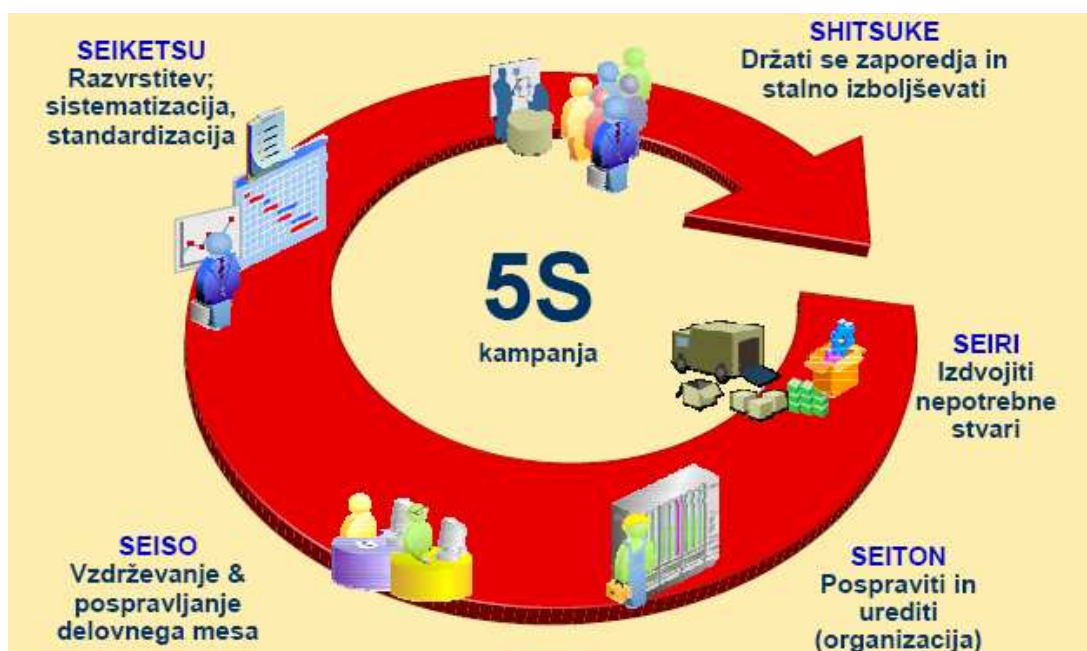 SEIKETSU
Razvrstitev;
sistematizacija,
standardizacija
SHITSUKE
Držati se zaporedja in
stalno izboljševati
5S
kampanja
SEIRI
Izdvojiti
nepotrebne
stvari
SEISO
Vzdrževanje &
pospravljanje
delovnega mesa
SEITON
Pospraviti in
urediti
(organizacija)